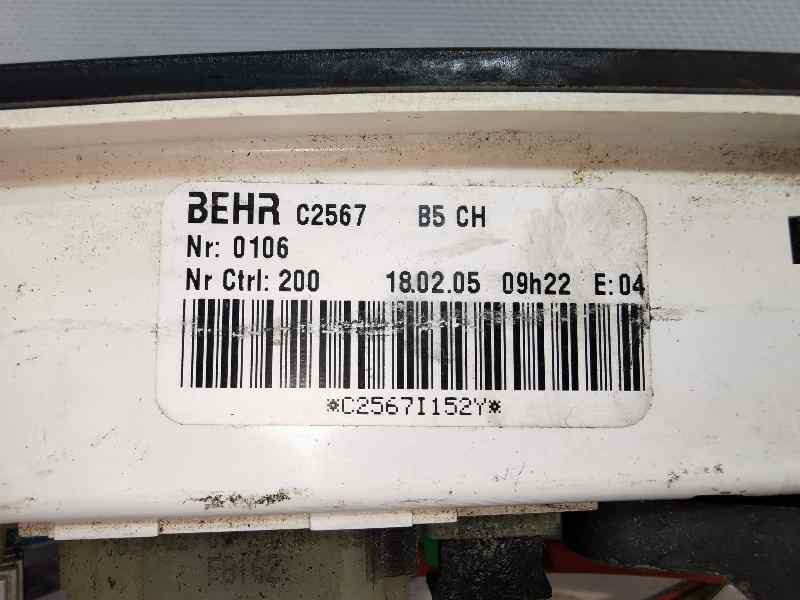 BEHR C2567 B5 CH
Nr: 0106
Nr Ctrl: 200 18.02.05 09h22 E: 04
*C2567I152Y*